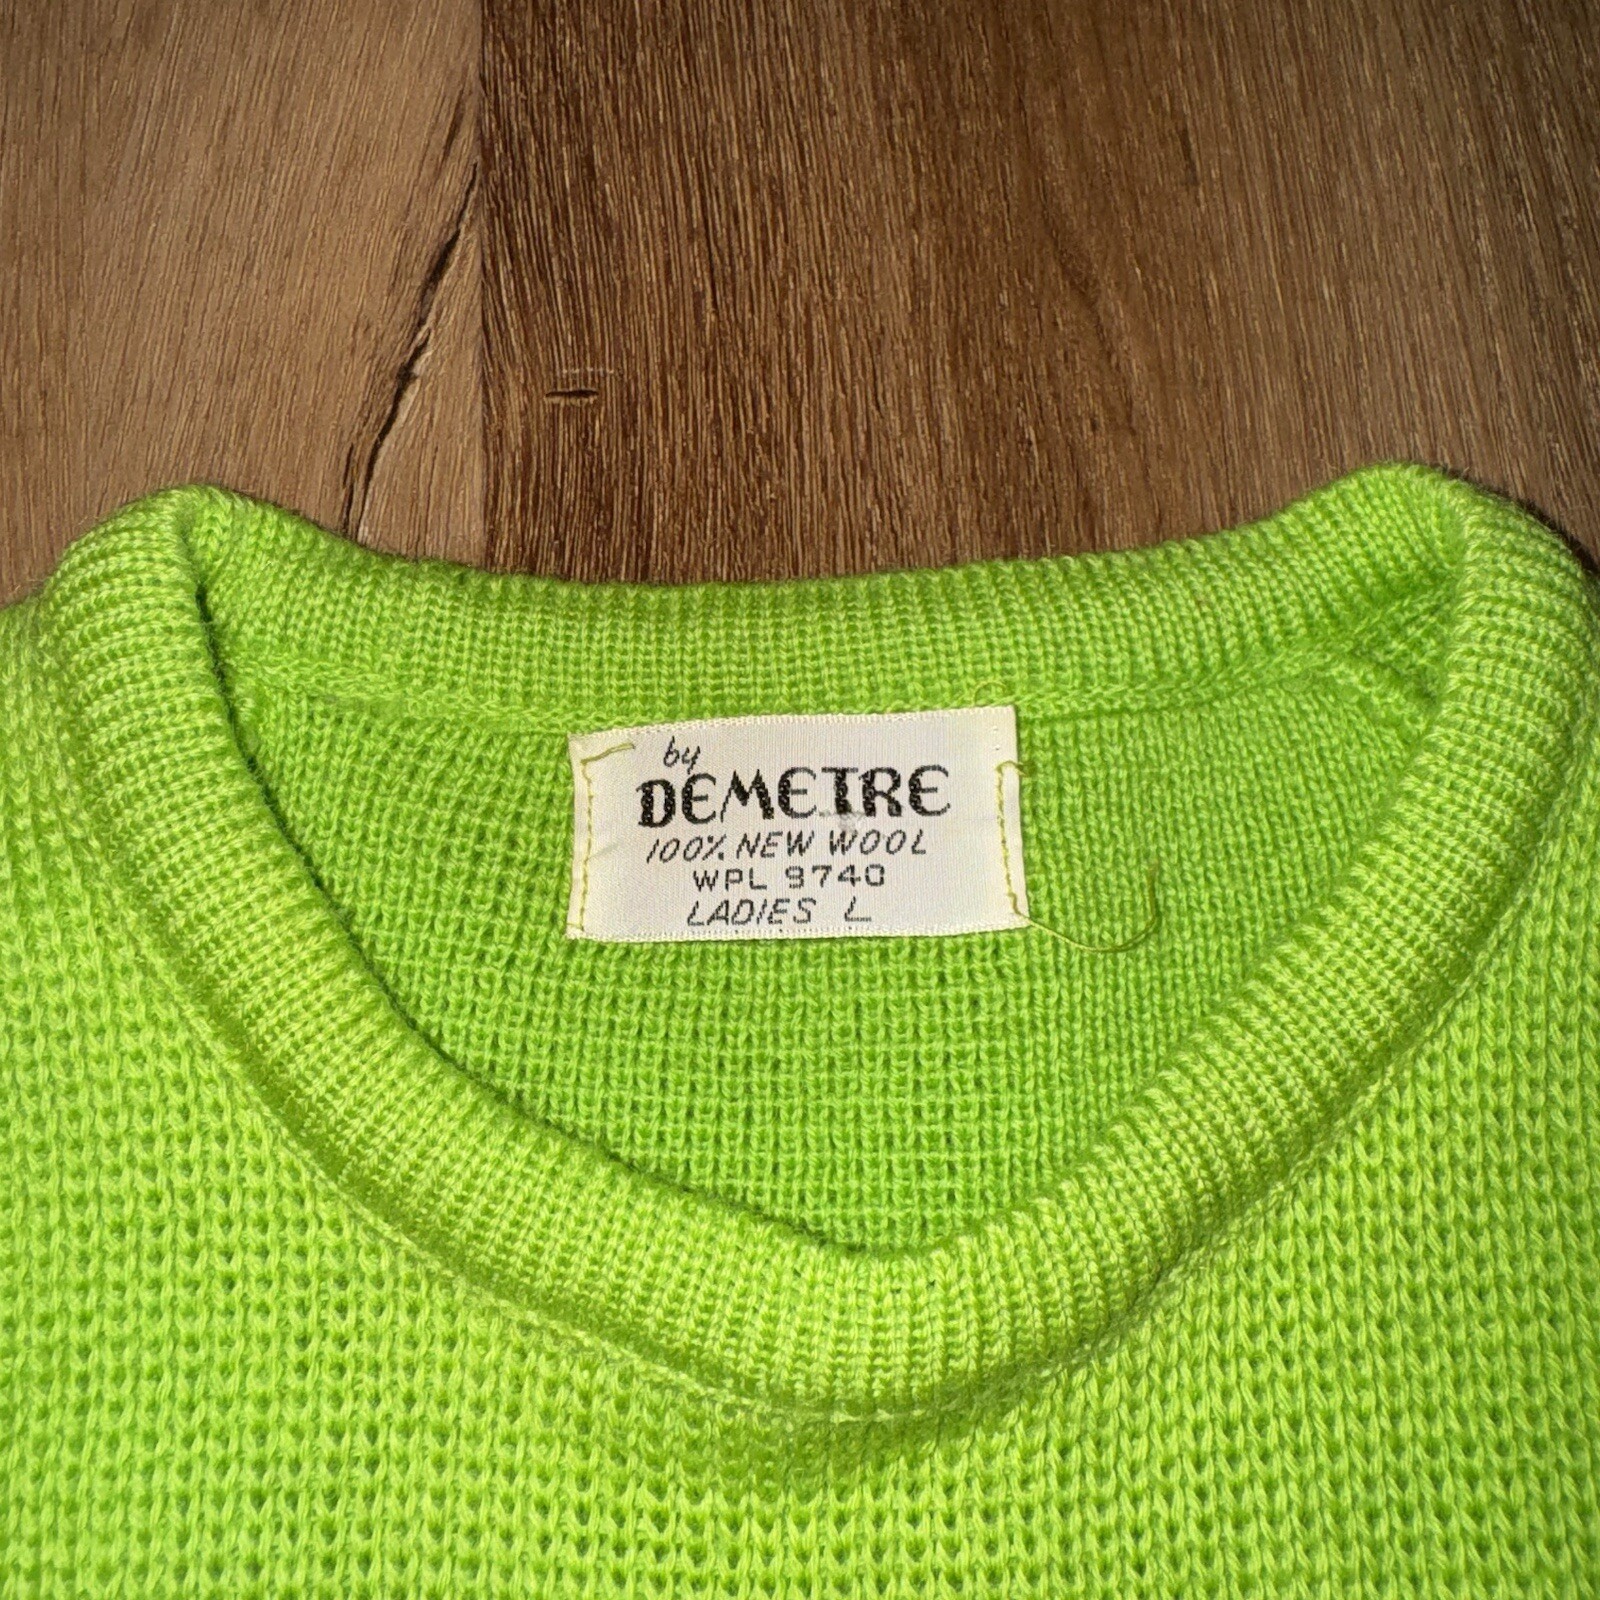 by
DEMETRE
100% NEW WOOL
WPL 9740
LADIES L